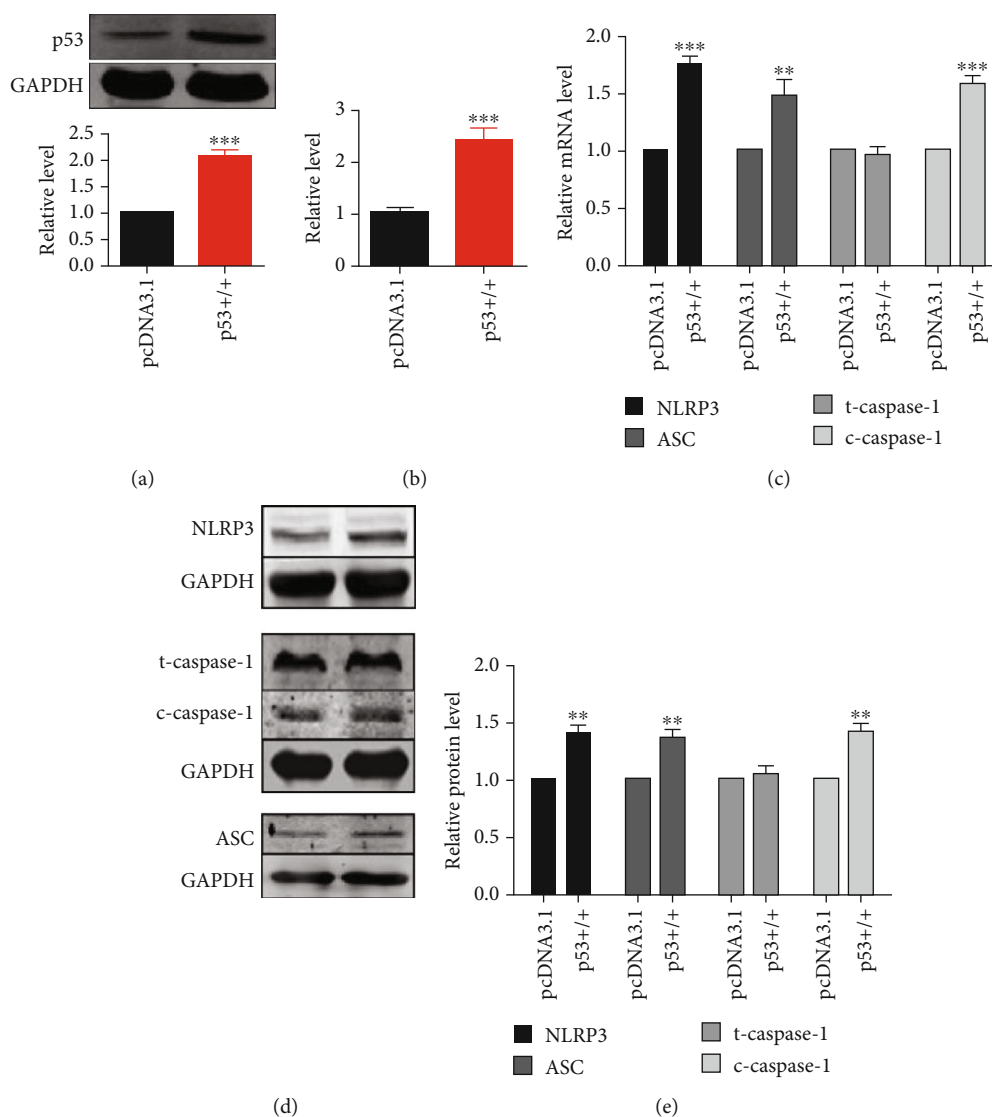 p53
GAPDH
Relative level
2.5
2.0
1.5
1.0
0.5
0.0
***
pcDNA3.1
p53+/+
(a)
Relative level
3
2
1
0
***
pcDNA3.1
p53+/+
(b)
Relative mRNA level
2.0
1.5
1.0
0.5
0.0
***
**
***
pcDNA3.1
p53+/+
pcDNA3.1
p53+/+
pcDNA3.1
p53+/+
pcDNA3.1
p53+/+
NLRP3
ASC
t-caspase-1
c-caspase-1
(c)
NLRP3
GAPDH
t-caspase-1
c-caspase-1
GAPDH
ASC
GAPDH
(d)
Relative protein level
2.0
1.5
1.0
0.5
0.0
**
**
**
pcDNA3.1
p53+/+
pcDNA3.1
p53+/+
pcDNA3.1
p53+/+
pcDNA3.1
p53+/+
NLRP3
ASC
t-caspase-1
c-caspase-1
(e)